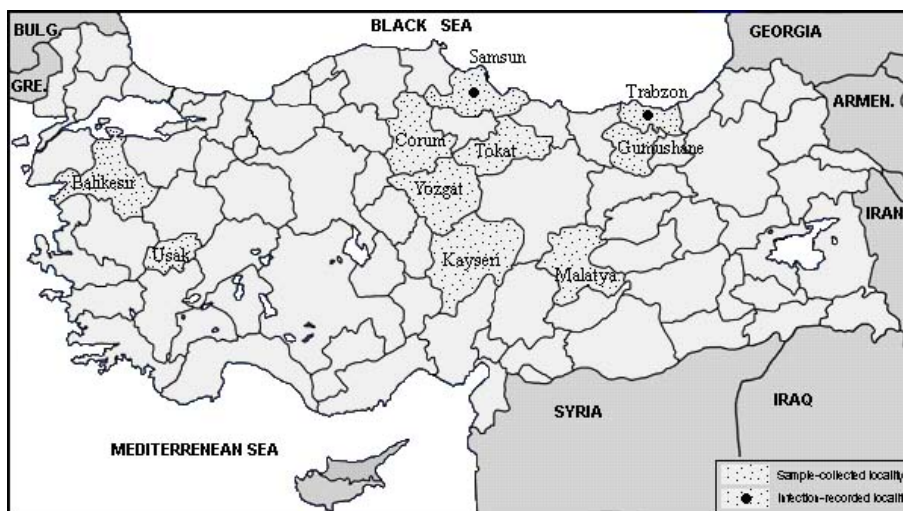 BULG.
BLACK SEA
GEORGIA
Samsun
GRE.
Trabzon
ARMEN.
Corum
Tokat
Gumushane
Balikesir
Yozgat
IRAN
Usak
Kayseri
Malatya
SYRIA
IRAQ
MEDITERRENEAN SEA
Sample-collected locality
Infection-recorded locality